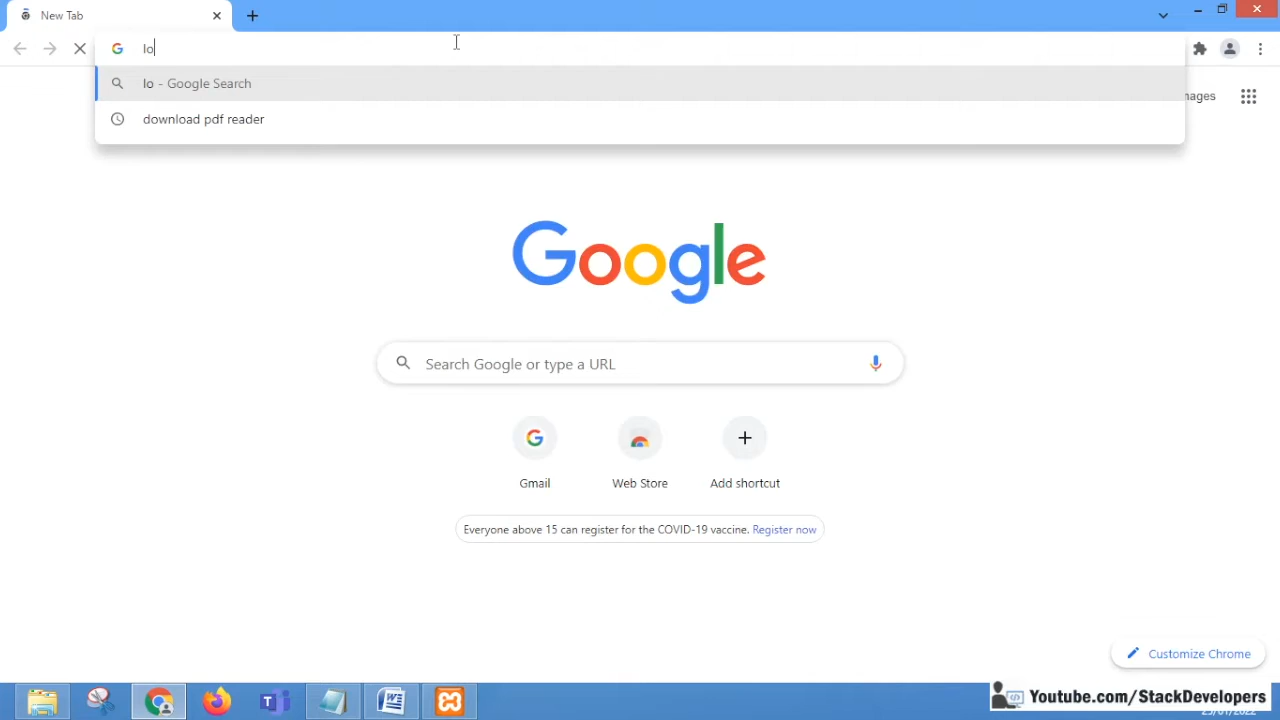 New Tab
lo
lo - Google Search
download pdf reader
mages
Google
Search Google or type a URL
Gmail
Web Store
Add shortcut
Everyone above 15 can register for the COVID-19 vaccine. Register now
Customize Chrome
Youtube.com/StackDevelopers